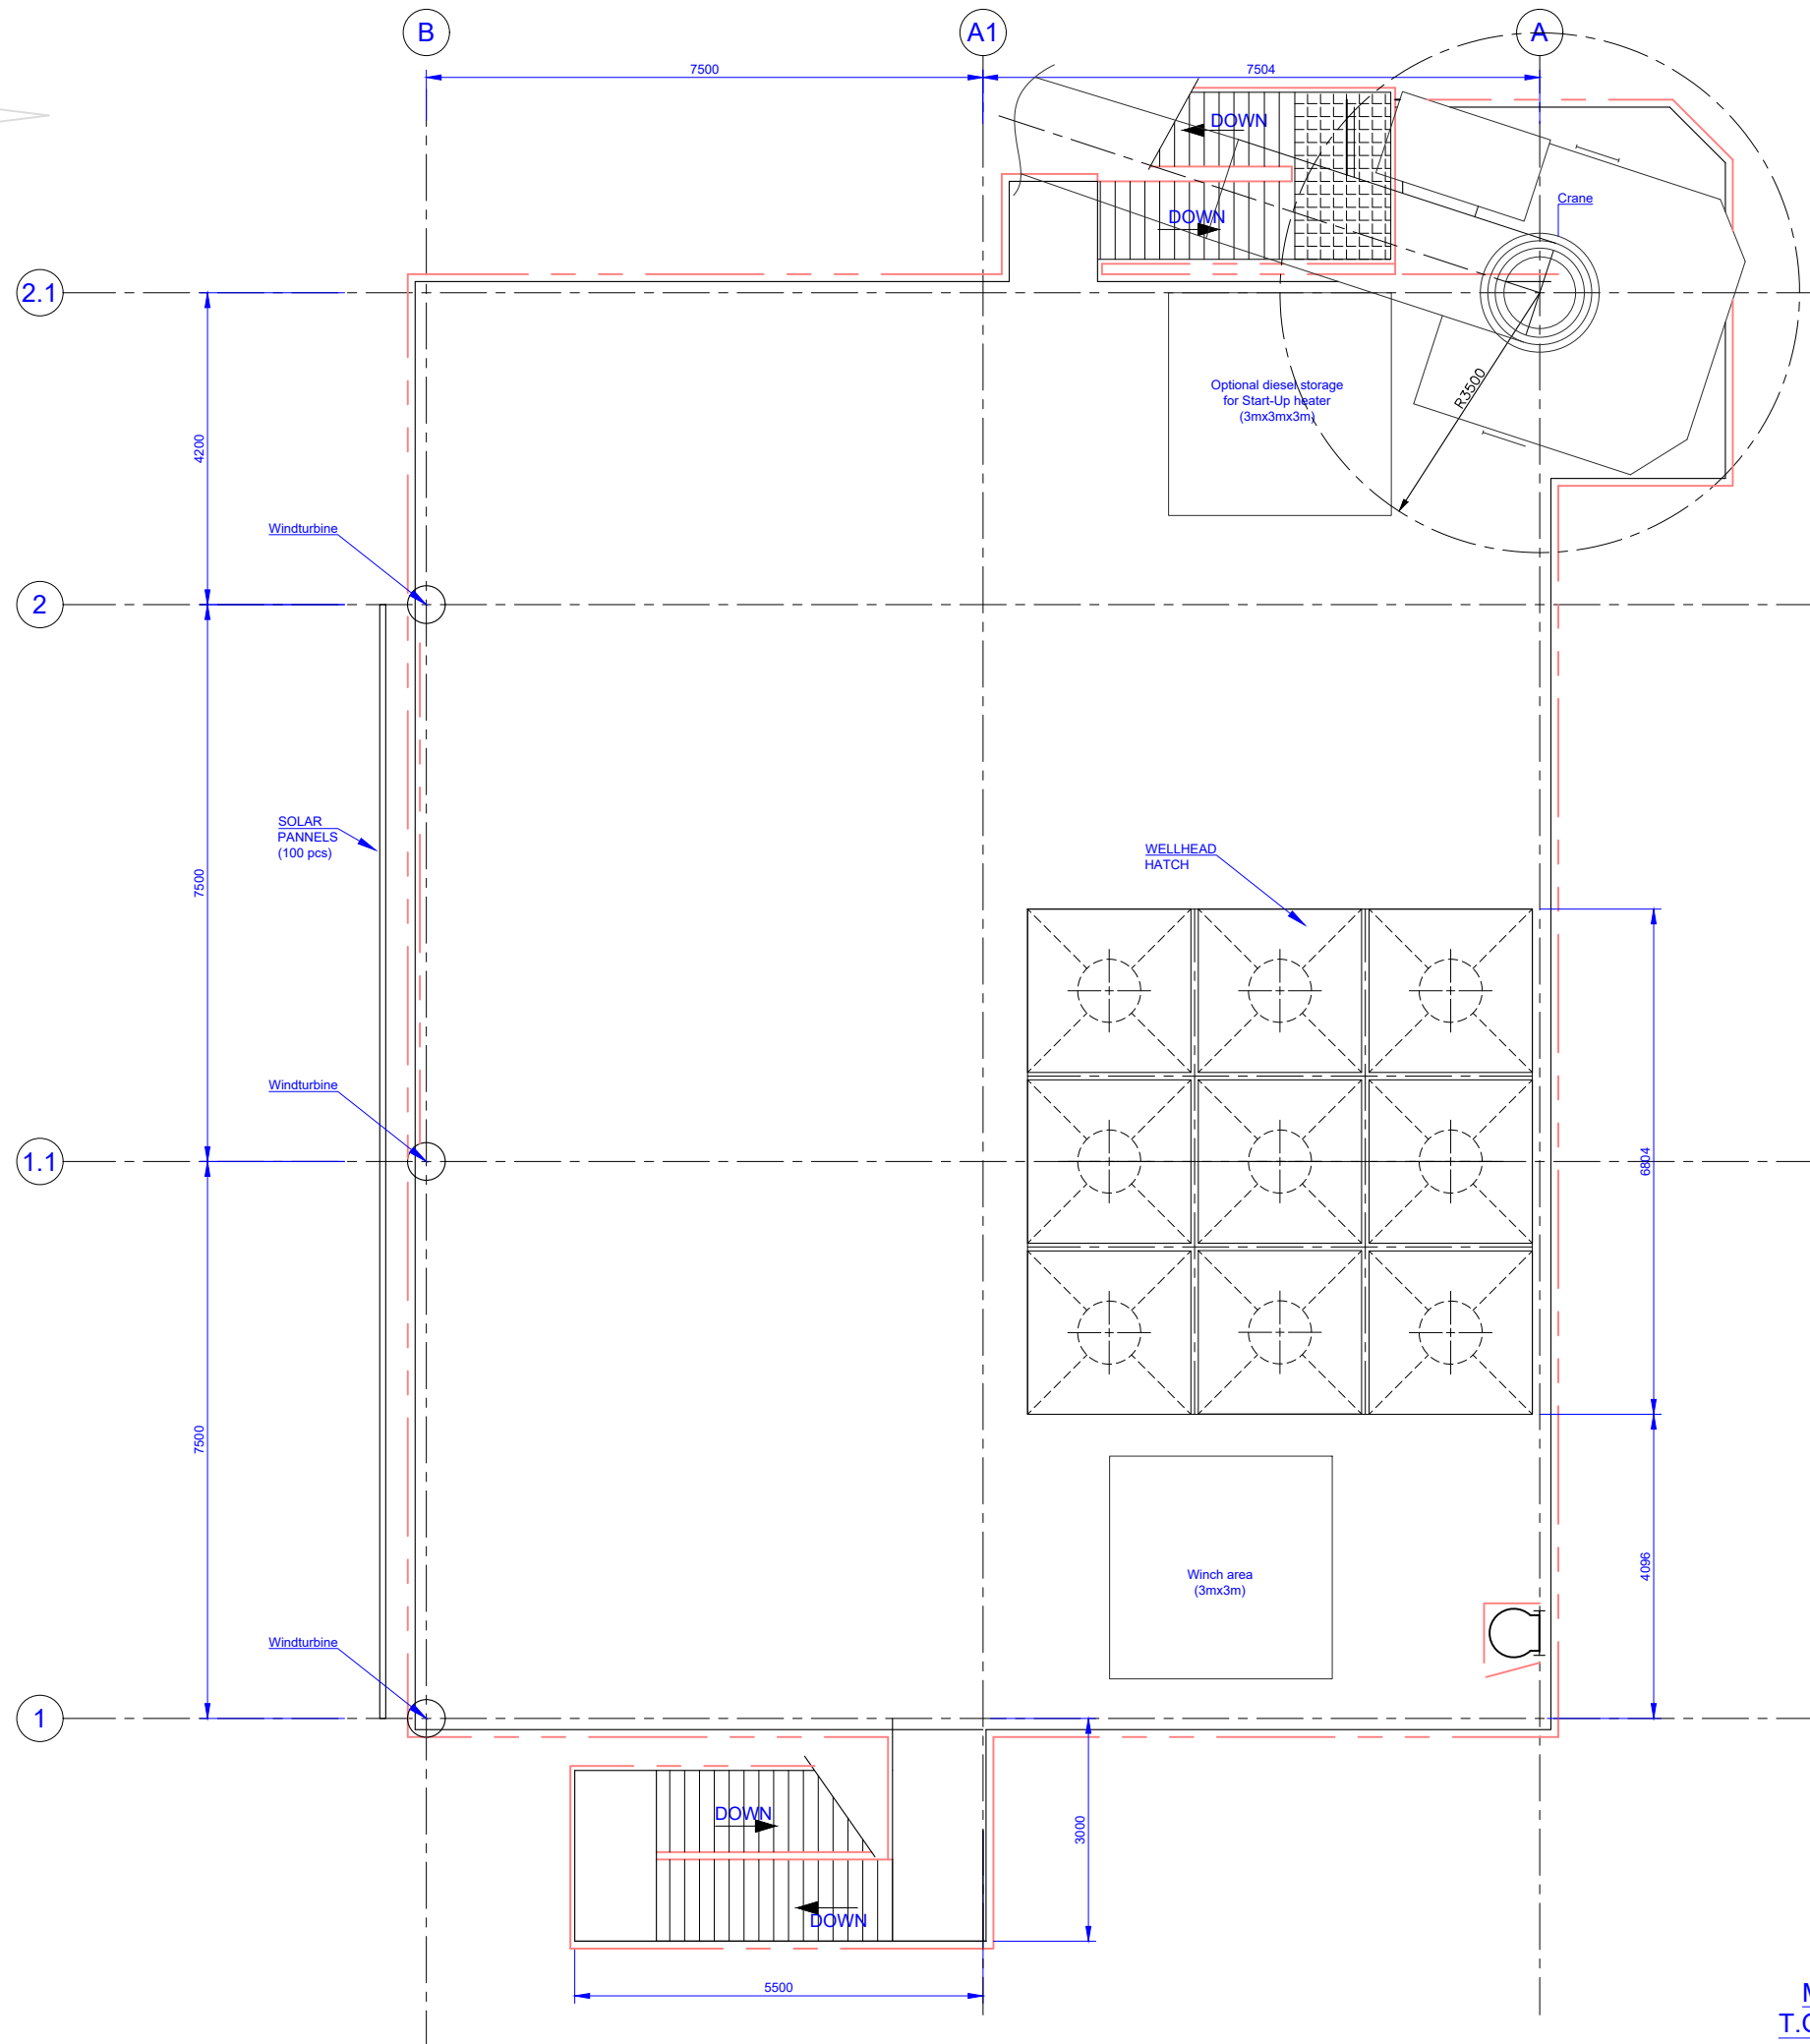 B
A1
A
7500
7504
DOWN
DOWN
Crane
2.1
Optional diesel storage
for Start-Up heater
(3mx3mx3m)
R3500
4200
Windturbine
2
SOLAR
PANNELS
(100 pcs)
7500
WELLHEAD
HATCH
Windturbine
1.1
6804
7500
Winch area
(3mx3m)
4096
Windturbine
1
DOWN
3000
DOWN
5500